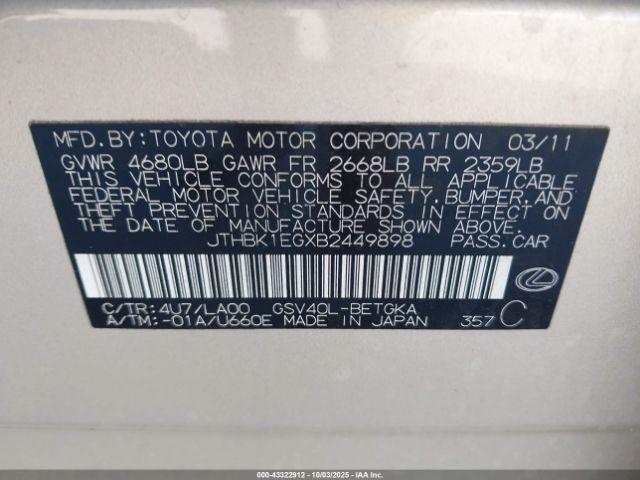 MFD.BY:TOYOTA MOTOR CORPORATION 03/11
GVWR 4680LB GAWR FR 2668LB RR 2359LB
THIS VEHICLE CONFORMS TO ALL APPLICABLE
FEDERAL MOTOR VEHICLE SAFETY,BUMPER,AND
THEFT PREVENTION STANDARDS IN EFFECT ON
THE DATE OF MANUFACTURE SHOWN ABOVE.
JTHBK1EGXB2449898 PASS.CAR
C/TR:4U7/LA00 GSV40L-BETGKA
A/TM:-01A/U660E MADE IN JAPAN 357 C
000-43322912 - 10/03/2025 - IAAI.com